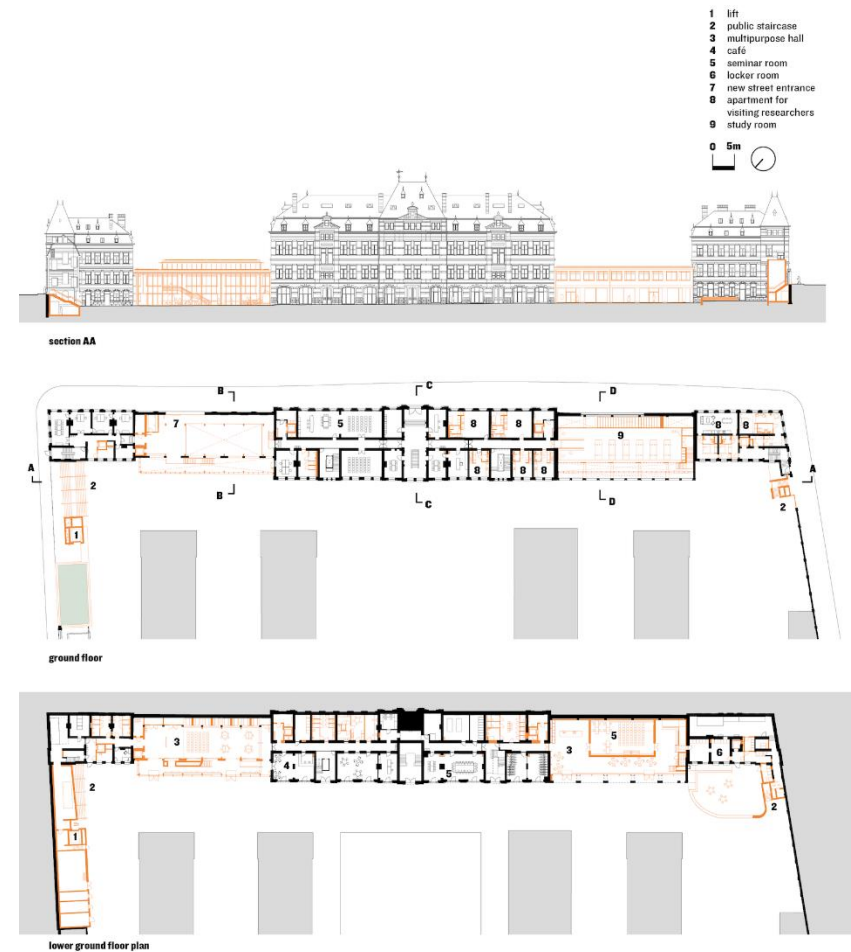 1 lift
2 public staircase
3 multipurpose hall
4 café
5 seminar room
6 locker room
7 new street entrance
8 apartment for
visiting researchers
9 study room
0 5m
section AA
B C D
7 5 8 8 9 8 8
A 2 8 8 8 A
B C D 2
1
ground floor
3 3 5
4 5 6
2 2
1
lower ground floor plan